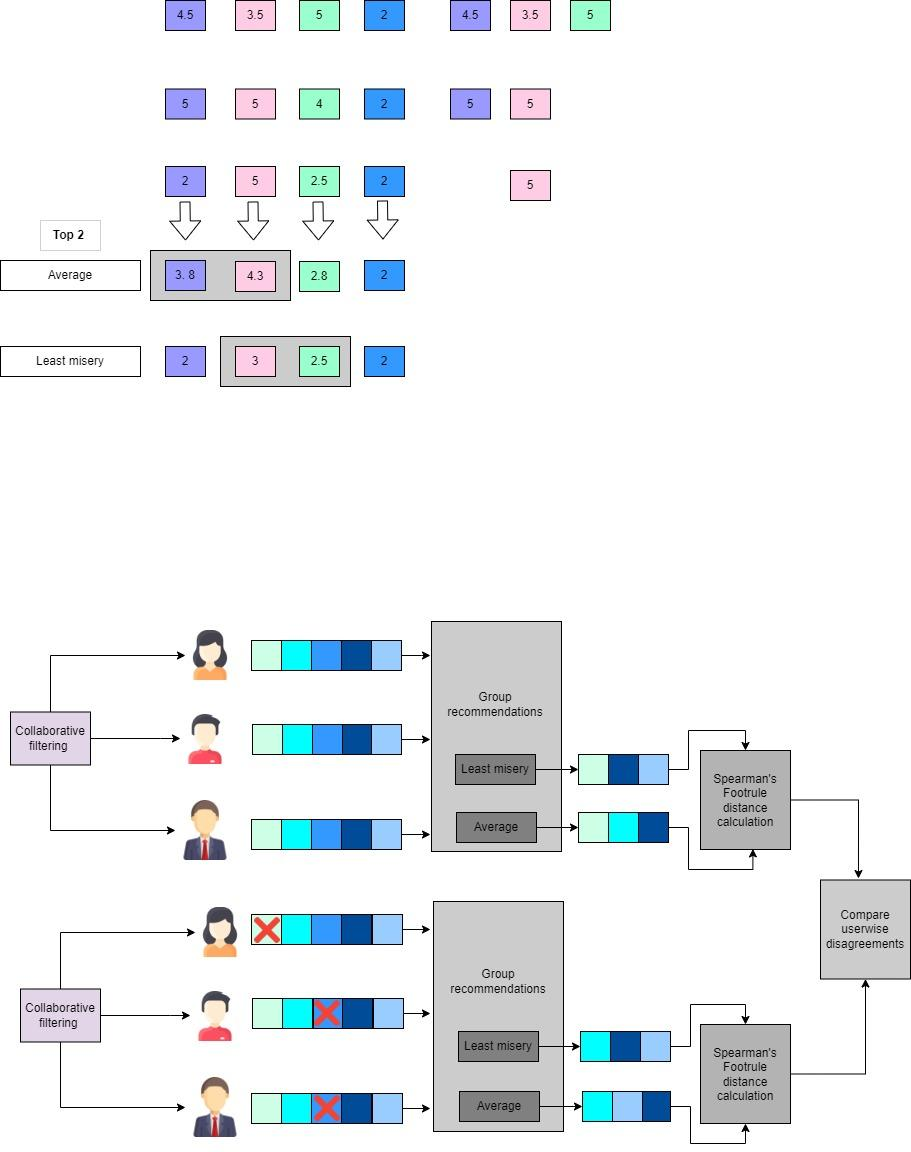 4.5 3.5 5 2 4.5 3.5 5
5 5 4 2 5 5
2 5 2.5 2 5
Top 2
Average 3. 8 4.3 2.8 2
Least misery 2 3 2.5 2
Group
recommendations
Collaborative
filtering
Least misery
Average
Spearman's
Footrule
distance
calculation
Compare
userwise
disagreements
Group
recommendations
Collaborative
filtering
Least misery
Average
Spearman's
Footrule
distance
calculation